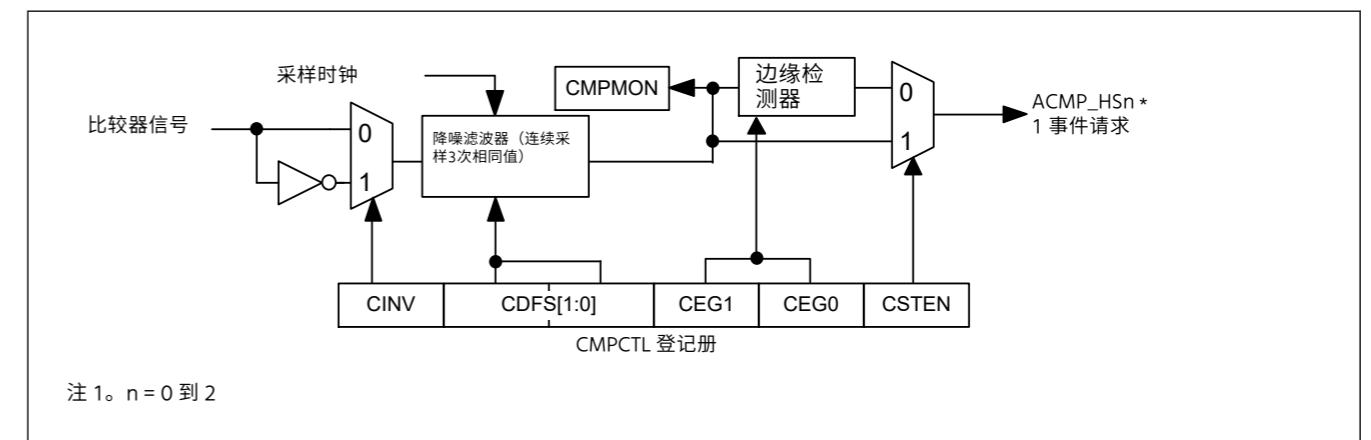 采样时钟
比较器信号
0
1
降噪滤波器（连续采
样3次相同值）
CMPMON
边缘检
测器
0
1
ACMP_HSn *
1 事件请求
CINV
CDFS[1:0]
CEG1
CEG0
CSTEN
CMPCTL 登记册
注 1。n = 0 到 2